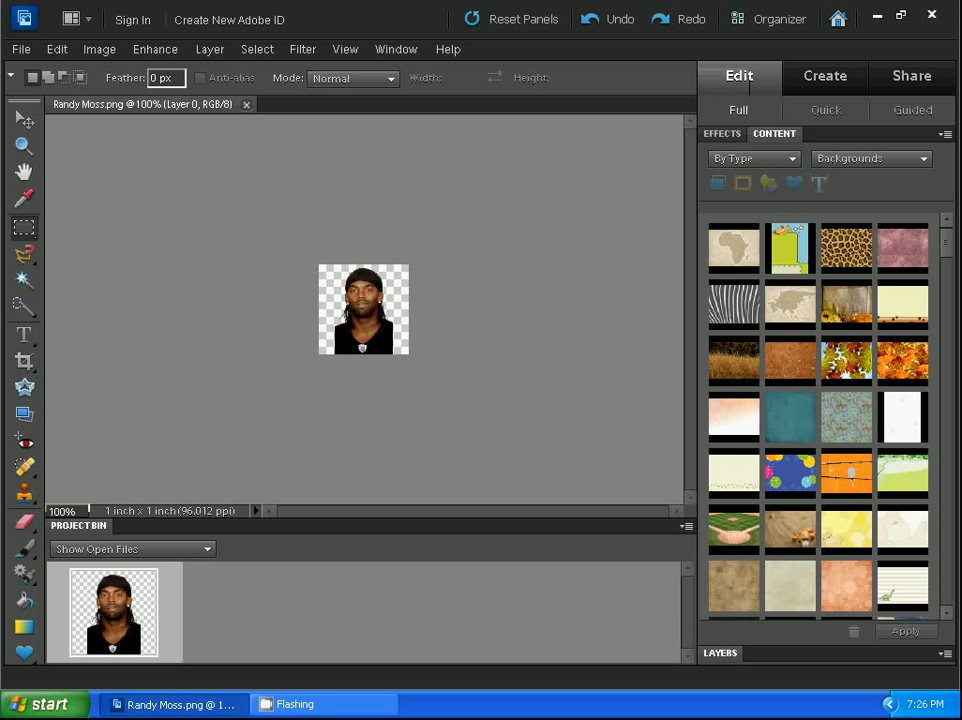 Sign In
Create New Adobe ID
Reset Panels
Undo
Redo
Organizer
File Edit Image Enhance Layer Select Filter View Window Help
Feather: 0 px
Anti-alias
Mode: Normal
Width:
Height:
Edit
Create
Share
Full
Quick
Guided
Randy Moss.png @ 100% (Layer 0, RGB/8)
EFFECTS
CONTENT
By Type
Backgrounds
100%
1 inch x 1 inch (96.012 ppi)
PROJECT BIN
Show Open Files
Apply
LAYERS
start
Randy Moss.png @ 1...
Flashing
7:26 PM